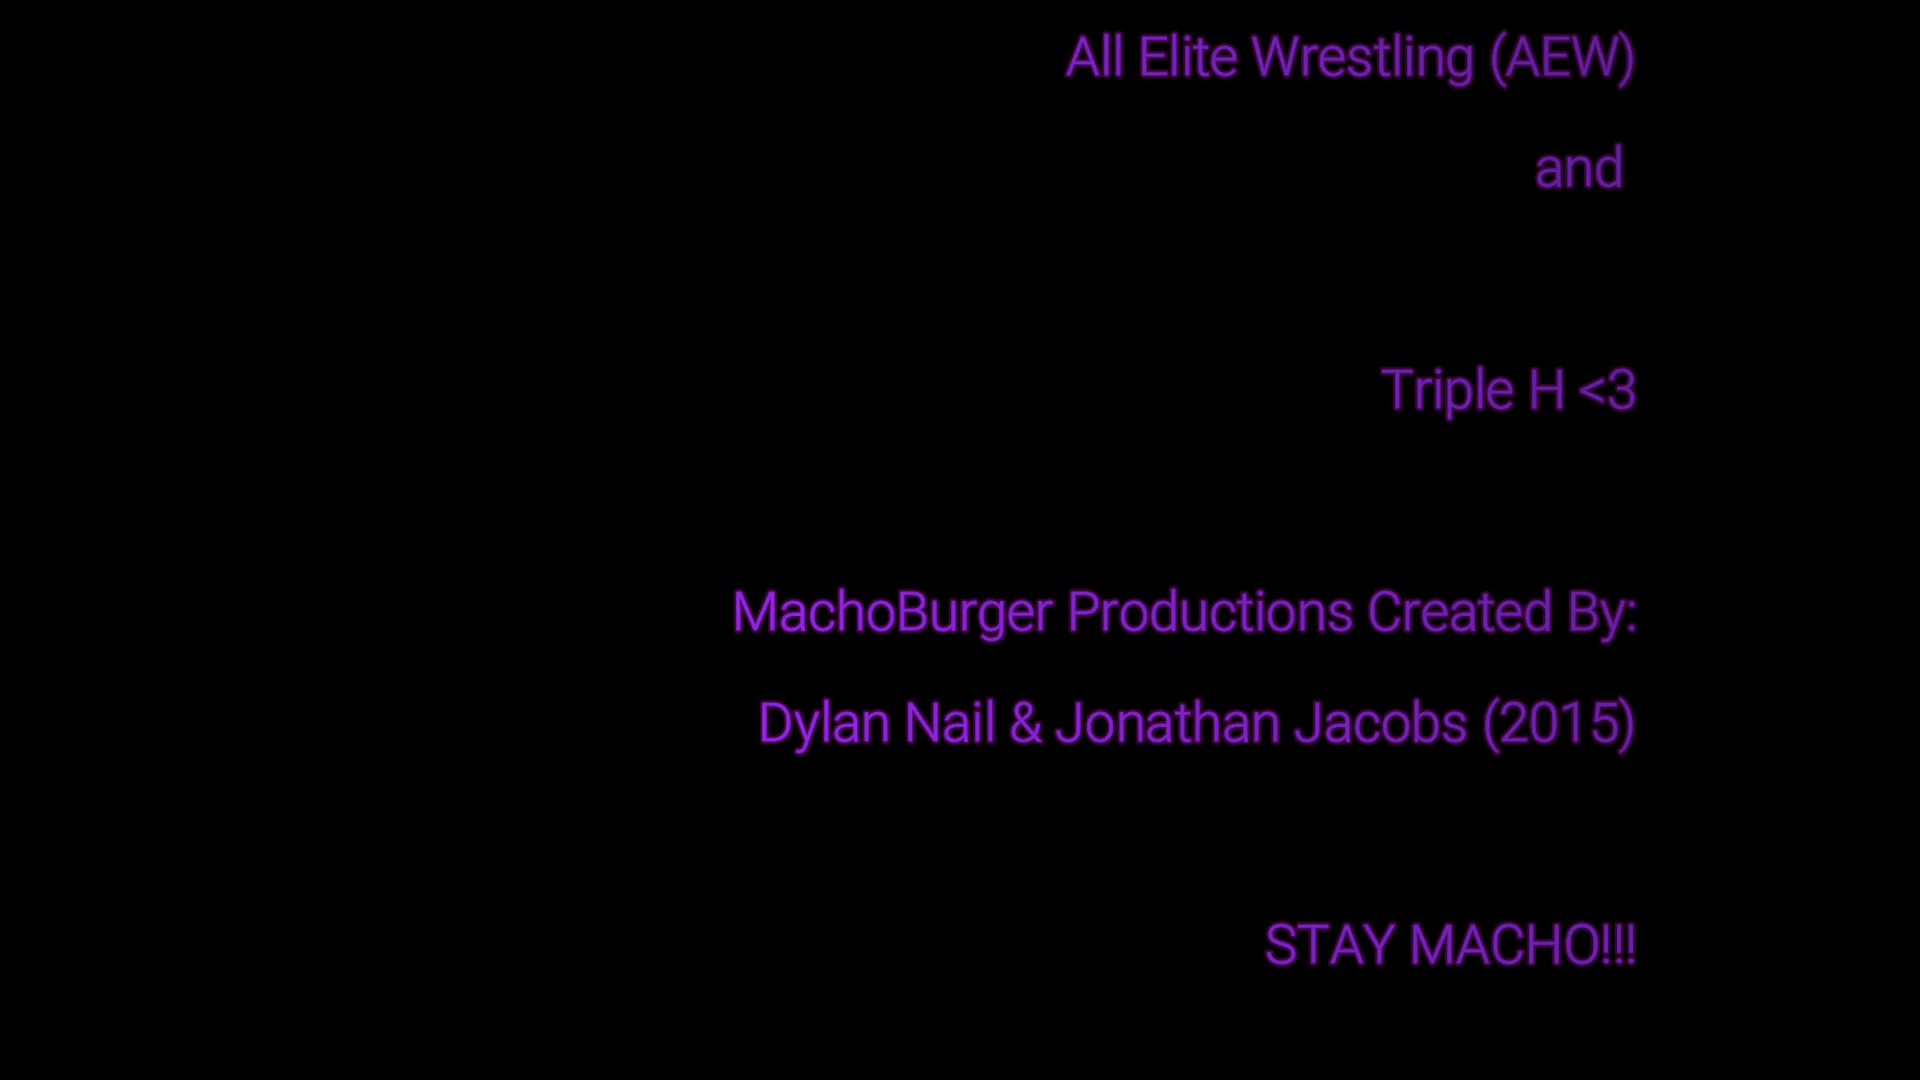 All Elite Wrestling (AEW)
and
Triple H <3
MachoBurger Productions Created By:
Dylan Nail & Jonathan Jacobs (2015)
STAY MACHO!!!